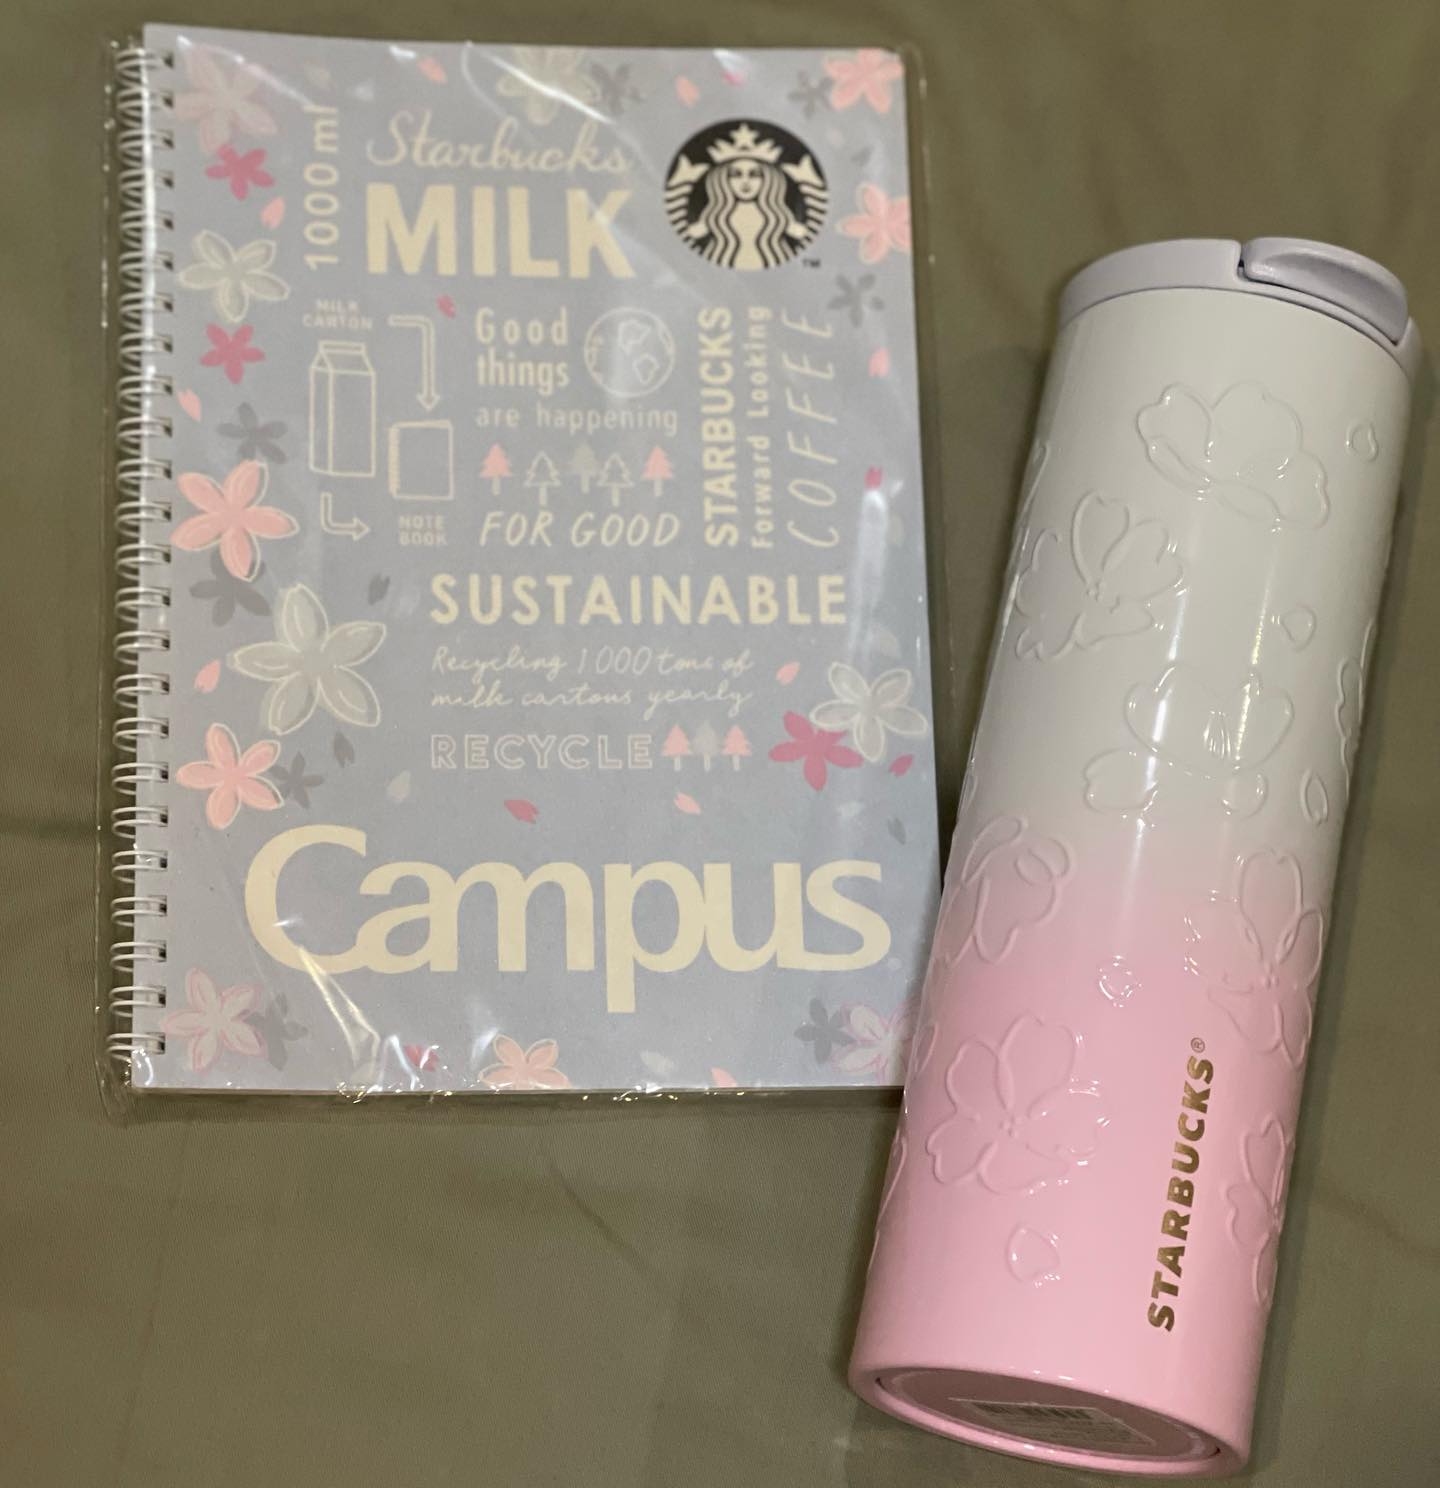 1000 ml
Starbucks
MILK
TM
MILK
CARTON
NOTE
BOOK
Good
things
are happening
FOR GOOD
STARBUCKS
Forward Looking
COFFEE
SUSTAINABLE
Recycling 1000 tons of
milk cartons yearly
RECYCLE
Campus
STARBUCKS®